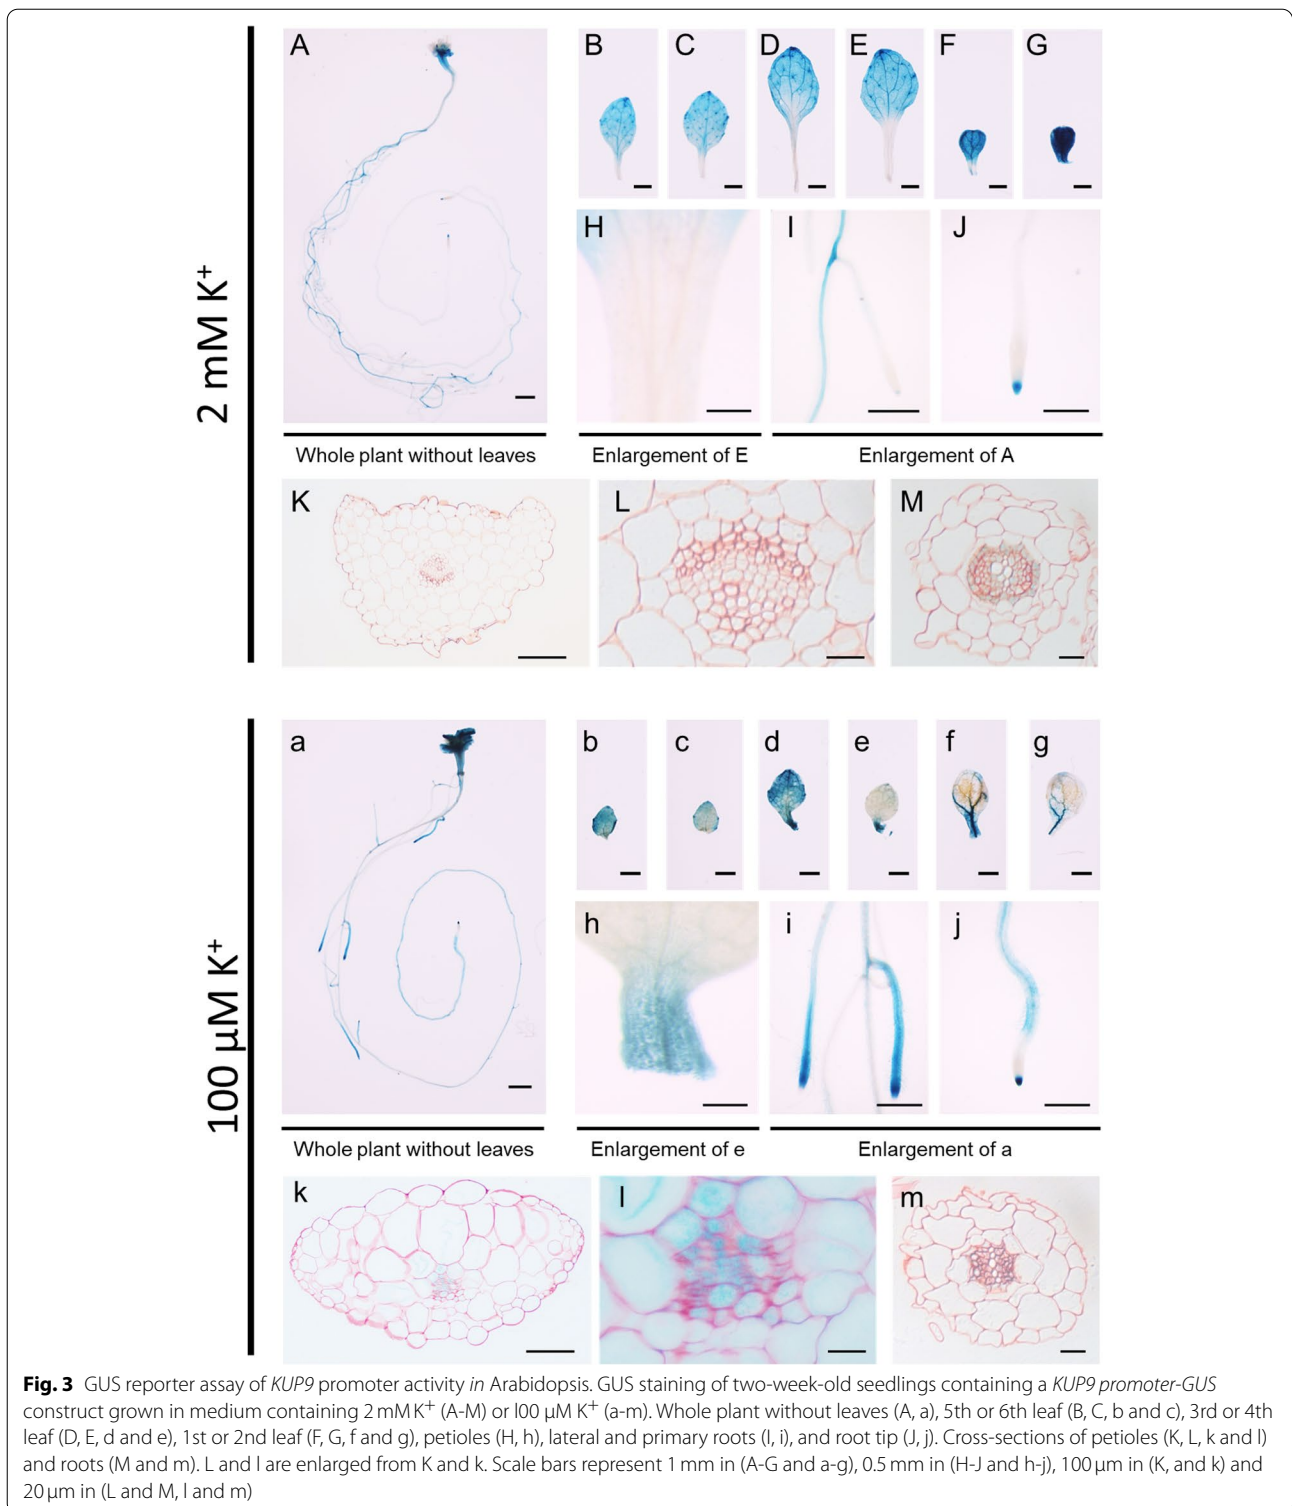 2 mM K⁺
A
B
C
D
E
F
G
H
I
J
Whole plant without leaves
Enlargement of E
Enlargement of A
K
L
M
100 µM K⁺
a
b
c
d
e
f
g
h
i
j
Whole plant without leaves
Enlargement of e
Enlargement of a
k
l
m
Fig. 3 GUS reporter assay of KUP9 promoter activity in Arabidopsis. GUS staining of two-week-old seedlings containing a KUP9 promoter-GUS
construct grown in medium containing 2 mM K⁺ (A-M) or l00 µM K⁺ (a-m). Whole plant without leaves (A, a), 5th or 6th leaf (B, C, b and c), 3rd or 4th
leaf (D, E, d and e), 1st or 2nd leaf (F, G, f and g), petioles (H, h), lateral and primary roots (I, i), and root tip (J, j). Cross-sections of petioles (K, L, k and l)
and roots (M and m). L and l are enlarged from K and k. Scale bars represent 1 mm in (A-G and a-g), 0.5 mm in (H-J and h-j), 100 µm in (K, and k) and
20 µm in (L and M, l and m)